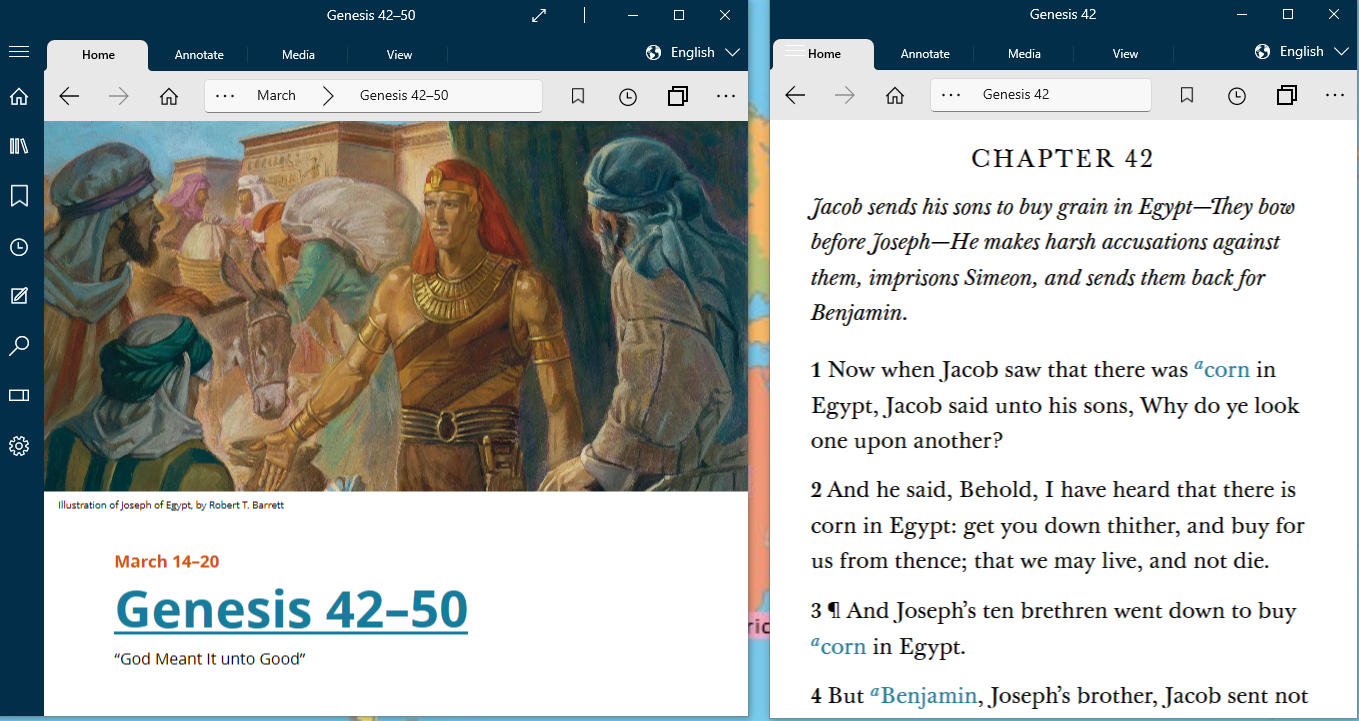 Genesis 42–50
Home
Annotate
Media
View
English
··· March Genesis 42–50
Illustration of Joseph of Egypt, by Robert T. Barrett
March 14–20
Genesis 42–50
“God Meant It unto Good”
ric
Genesis 42
Home
Annotate
Media
View
English
··· Genesis 42
CHAPTER 42
Jacob sends his sons to buy grain in Egypt—They bow
before Joseph—He makes harsh accusations against
them, imprisons Simeon, and sends them back for
Benjamin.
1 Now when Jacob saw that there was a corn in
Egypt, Jacob said unto his sons, Why do ye look
one upon another?
2 And he said, Behold, I have heard that there is
corn in Egypt: get you down thither, and buy for
us from thence; that we may live, and not die.
3 ¶ And Joseph’s ten brethren went down to buy
a corn in Egypt.
4 But a Benjamin, Joseph’s brother, Jacob sent not